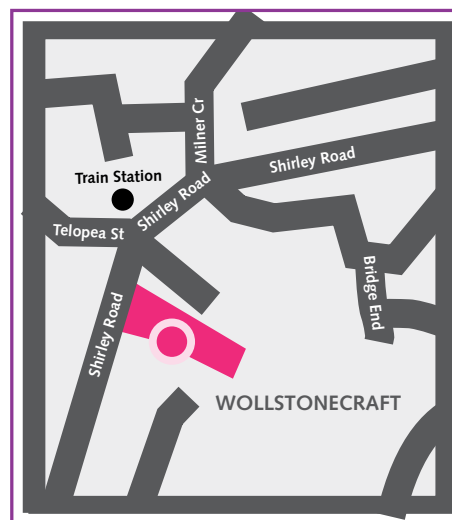 Milner Cr
Shirley Road
Train Station
Shirley Road
Telopea St
Bridge End
Shirley Road
WOLLSTONECRAFT